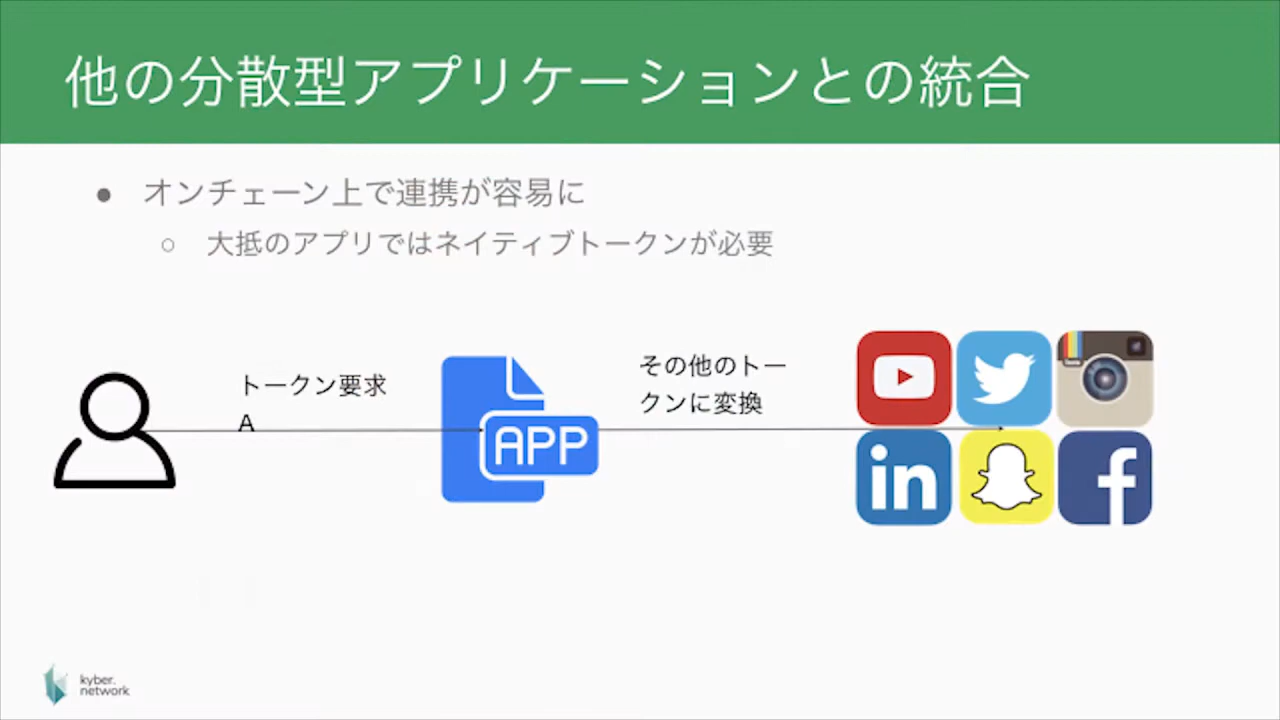 他の分散型アプリケーションとの統合
オンチェーン上で連携が容易に
大抵のアプリではネイティブトークンが必要
トークン要求
A
APP
その他のトー
クンに変換
in
f
kyber.
network